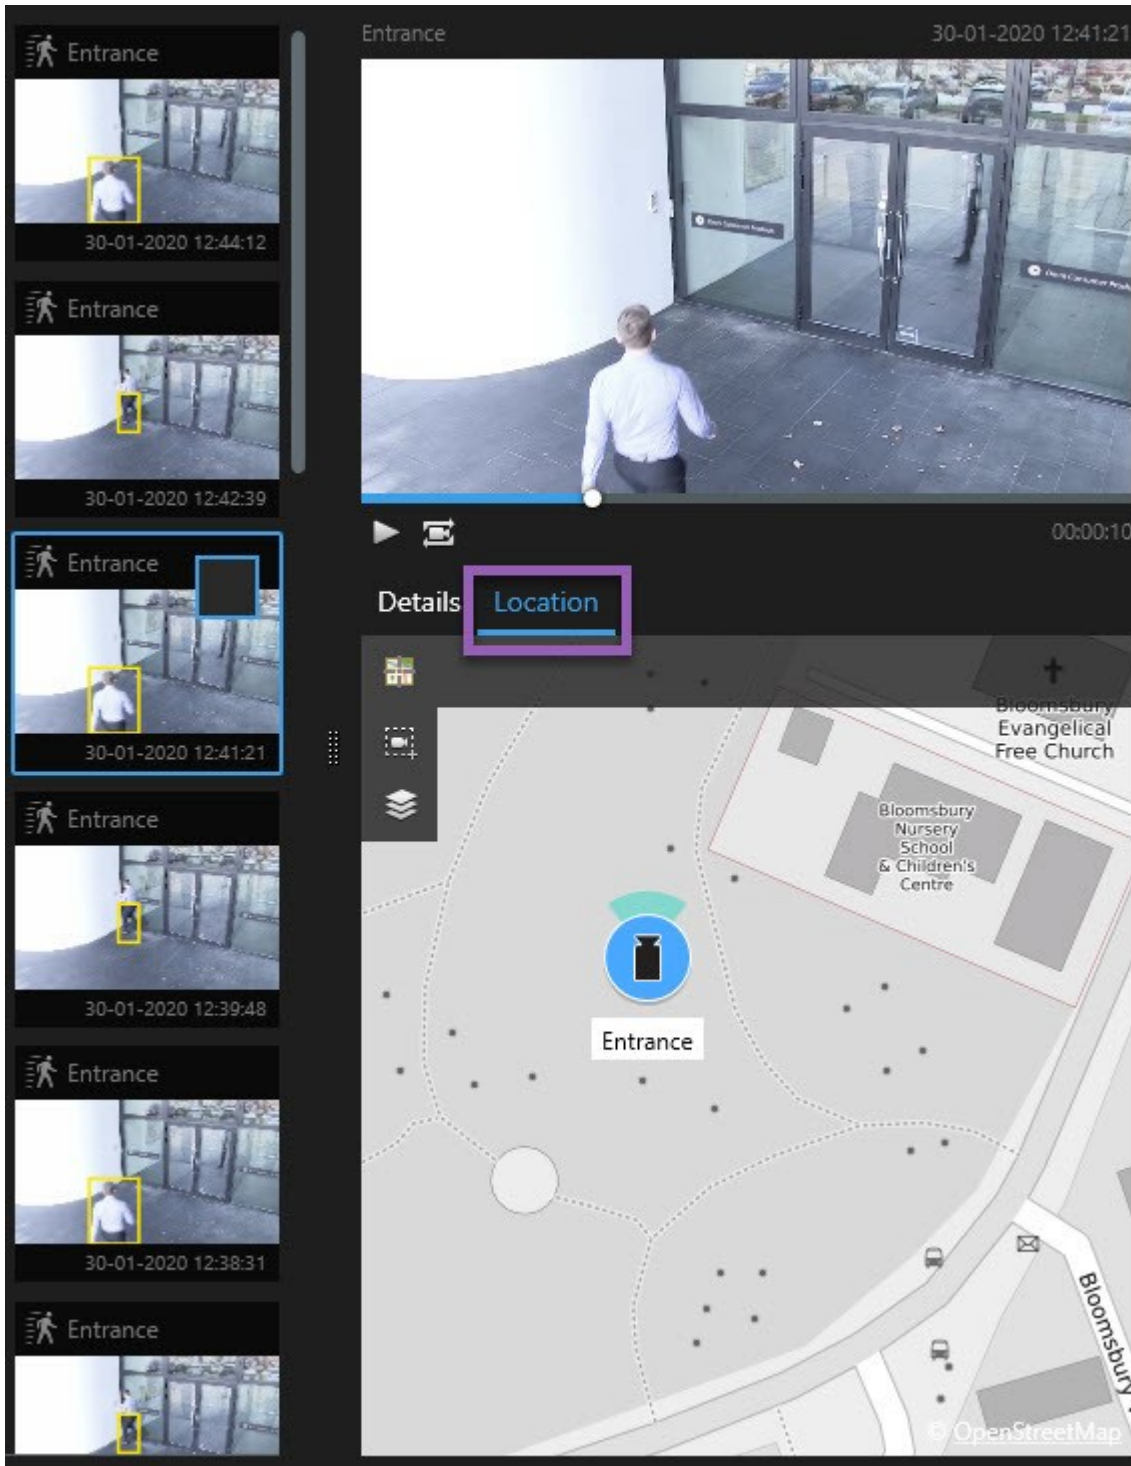 Entrance
30-01-2020 12:44:12
Entrance
30-01-2020 12:42:39
Entrance
30-01-2020 12:41:21
Entrance
30-01-2020 12:39:48
Entrance
30-01-2020 12:38:31
Entrance
Entrance
30-01-2020 12:41:21
00:00:10
Details
Location
Bloomsbury
Evangelical
Free Church
Bloomsbury
Nursery
School
& Children's
Centre
Entrance
Bloomsbury
© OpenStreetMap